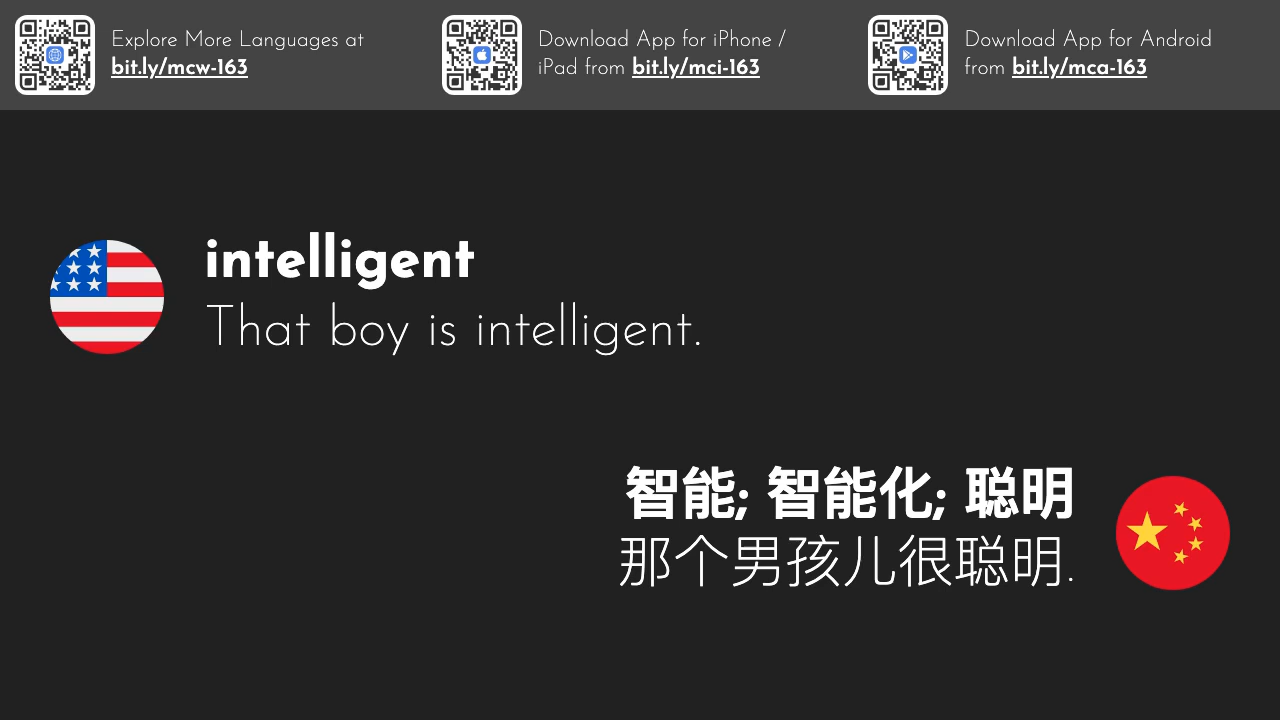 Explore More Languages at
bit.ly/mcw-163
Download App for iPhone /
iPad from bit.ly/mci-163
Download App for Android
from bit.ly/mca-163
intelligent
That boy is intelligent.
智能; 智能化; 聪明
那个男孩儿很聪明.